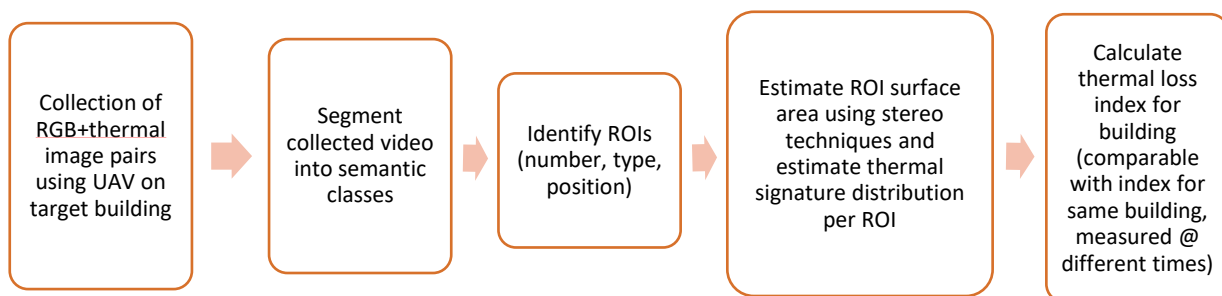 Collection of
RGB+thermal
image pairs
using UAV on
target building
Segment
collected video
into semantic
classes
Identify ROIs
(number, type,
position)
Estimate ROI surface
area using stereo
techniques and
estimate thermal
signature distribution
per ROI
Calculate
thermal loss
index for
building
(comparable
with index for
same building,
measured @
different times)